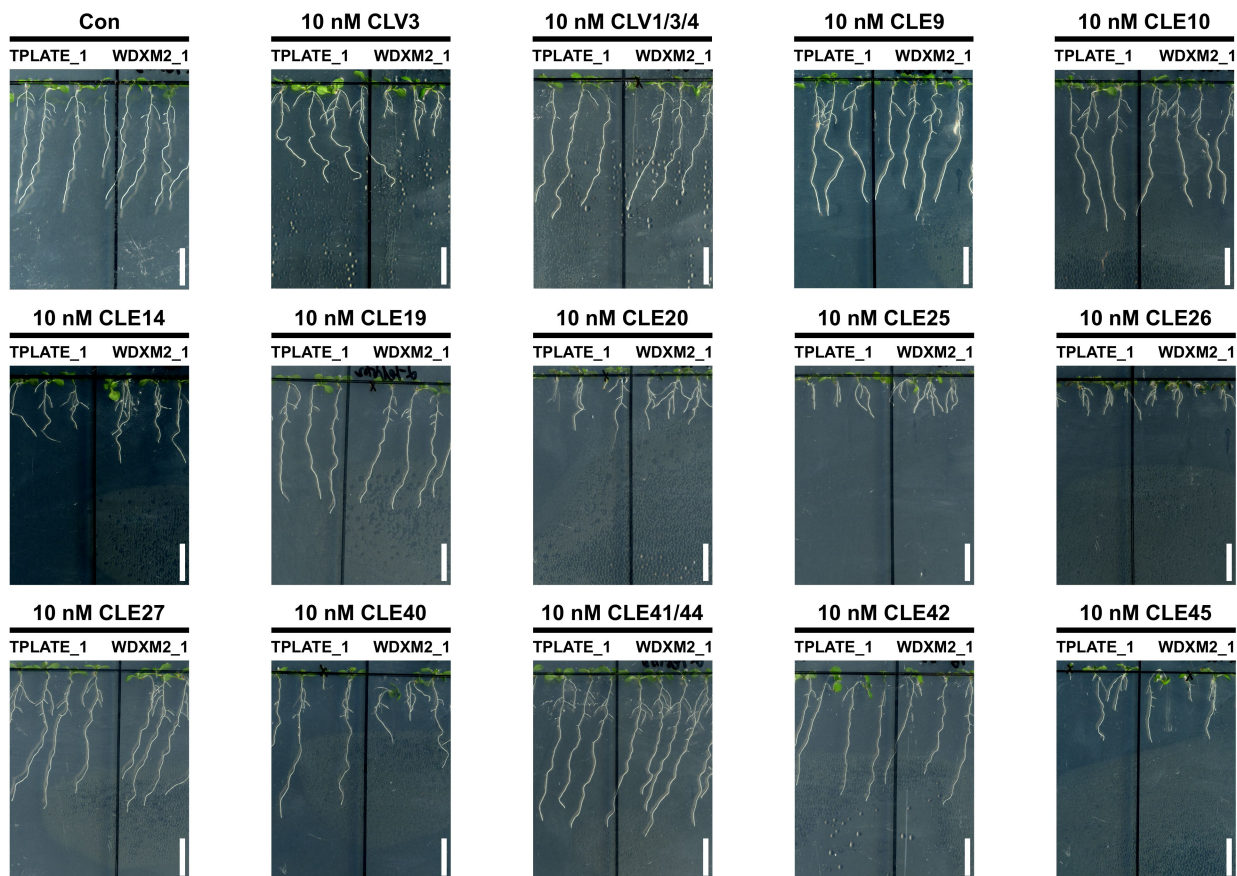 Con
TPLATE_1 WDXM2_1
10 nM CLV3
TPLATE_1 WDXM2_1
10 nM CLV1/3/4
TPLATE_1 WDXM2_1
10 nM CLE9
TPLATE_1 WDXM2_1
10 nM CLE10
TPLATE_1 WDXM2_1
10 nM CLE14
TPLATE_1 WDXM2_1
10 nM CLE19
TPLATE_1 WDXM2_1
10 nM CLE20
TPLATE_1 WDXM2_1
10 nM CLE25
TPLATE_1 WDXM2_1
10 nM CLE26
TPLATE_1 WDXM2_1
10 nM CLE27
TPLATE_1 WDXM2_1
10 nM CLE40
TPLATE_1 WDXM2_1
10 nM CLE41/44
TPLATE_1 WDXM2_1
10 nM CLE42
TPLATE_1 WDXM2_1
10 nM CLE45
TPLATE_1 WDXM2_1